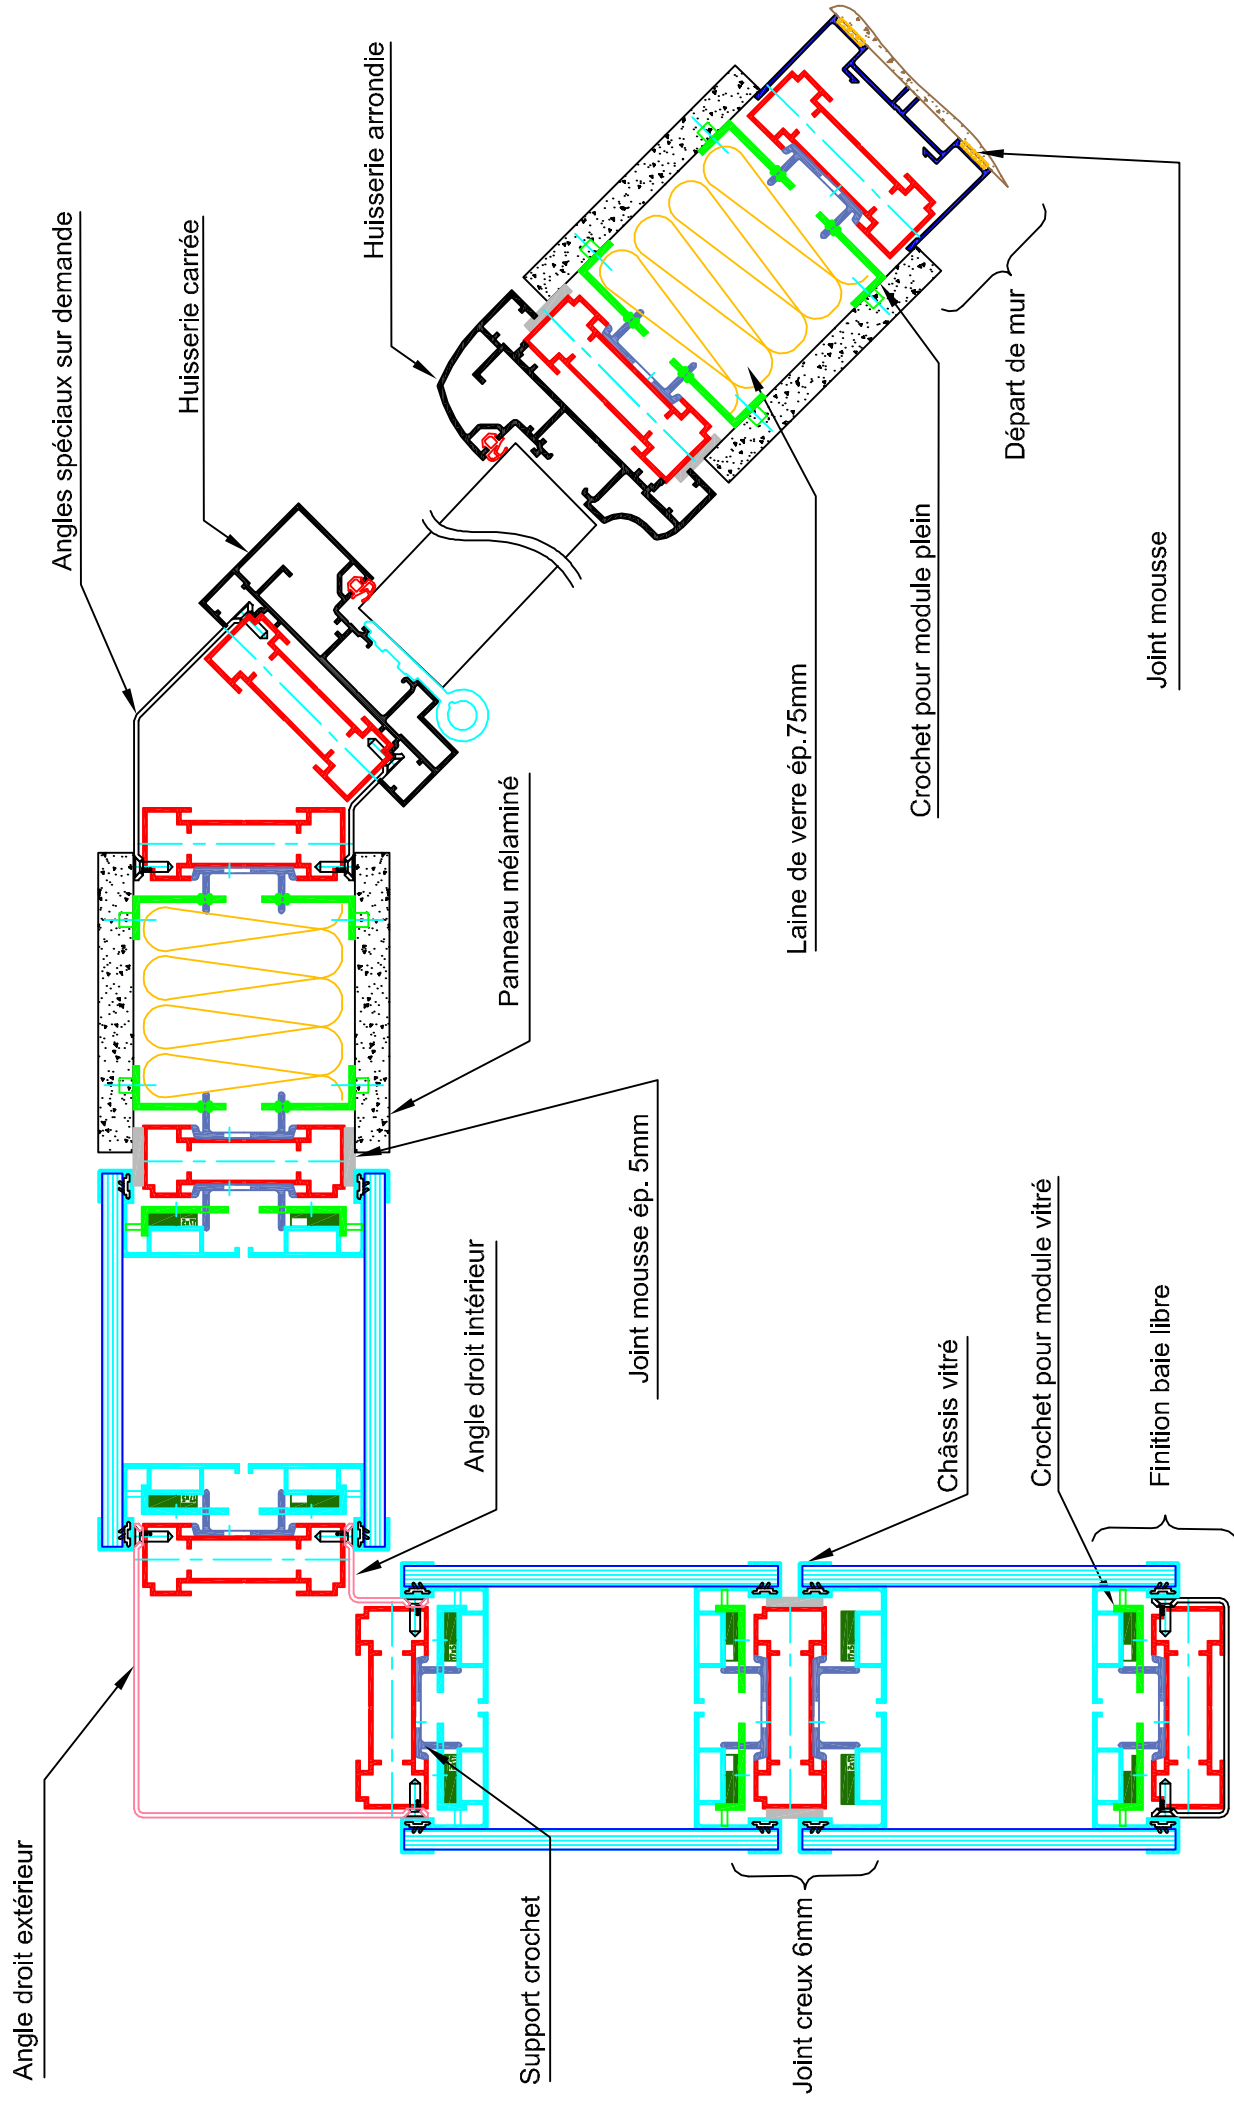 Angle droit extérieur
Support crochet
Joint creux 6mm
Angles spéciaux sur demande
Huisserie carrée
Huisserie arrondie
Panneau mélaminé
Joint mousse ép. 5mm
Angle droit intérieur
Châssis vitré
Crochet pour module vitré
Finition baie libre
Laine de verre ép.75mm
Crochet pour module plein
Départ de mur
Joint mousse